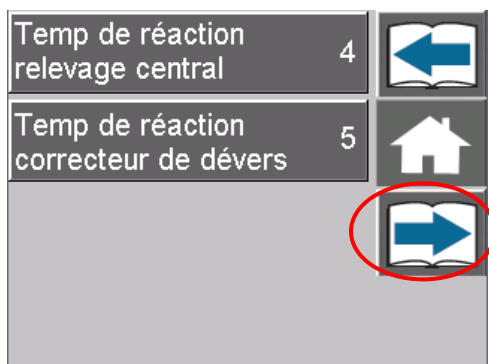 Temp de réaction
relevage central 4
Temp de réaction
correcteur de dévers 5